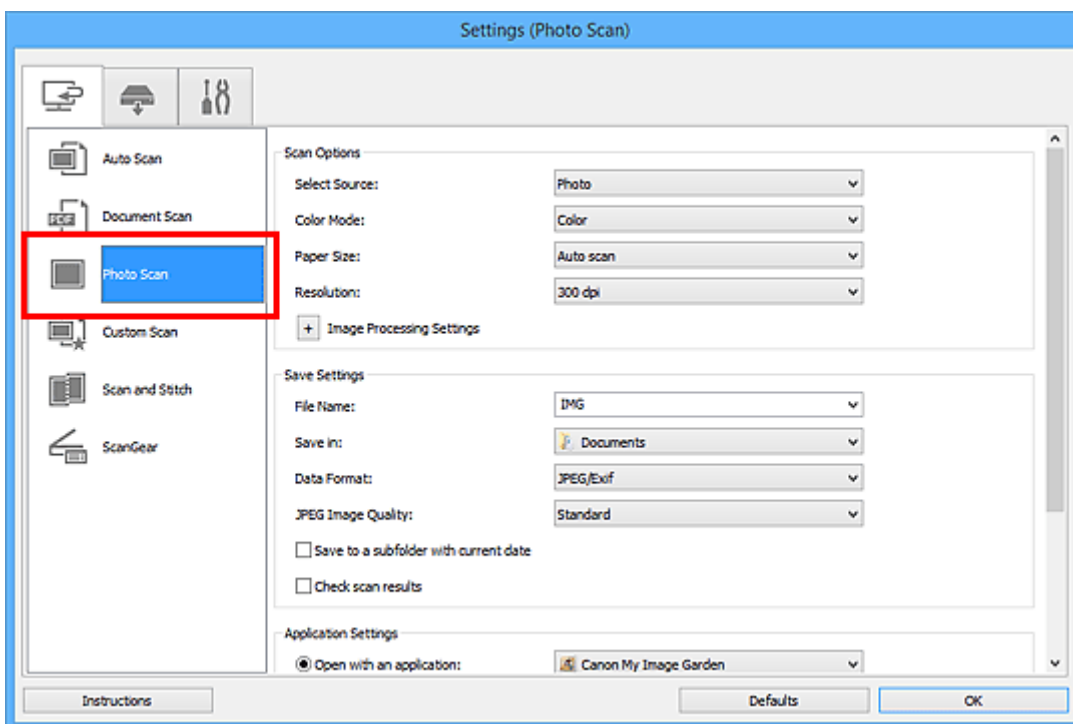 Settings (Photo Scan)
Auto Scan
Document Scan
Photo Scan
Custom Scan
Scan and Stitch
ScanGear
Scan Options
Select Source: Photo
Color Mode: Color
Paper Size: Auto scan
Resolution: 300 dpi
+ Image Processing Settings
Save Settings
File Name: IMG
Save in: Documents
Data Format: JPEG/Exif
JPEG Image Quality: Standard
Save to a subfolder with current date
Check scan results
Application Settings
Open with an application: Canon My Image Garden
Instructions
Defaults
OK